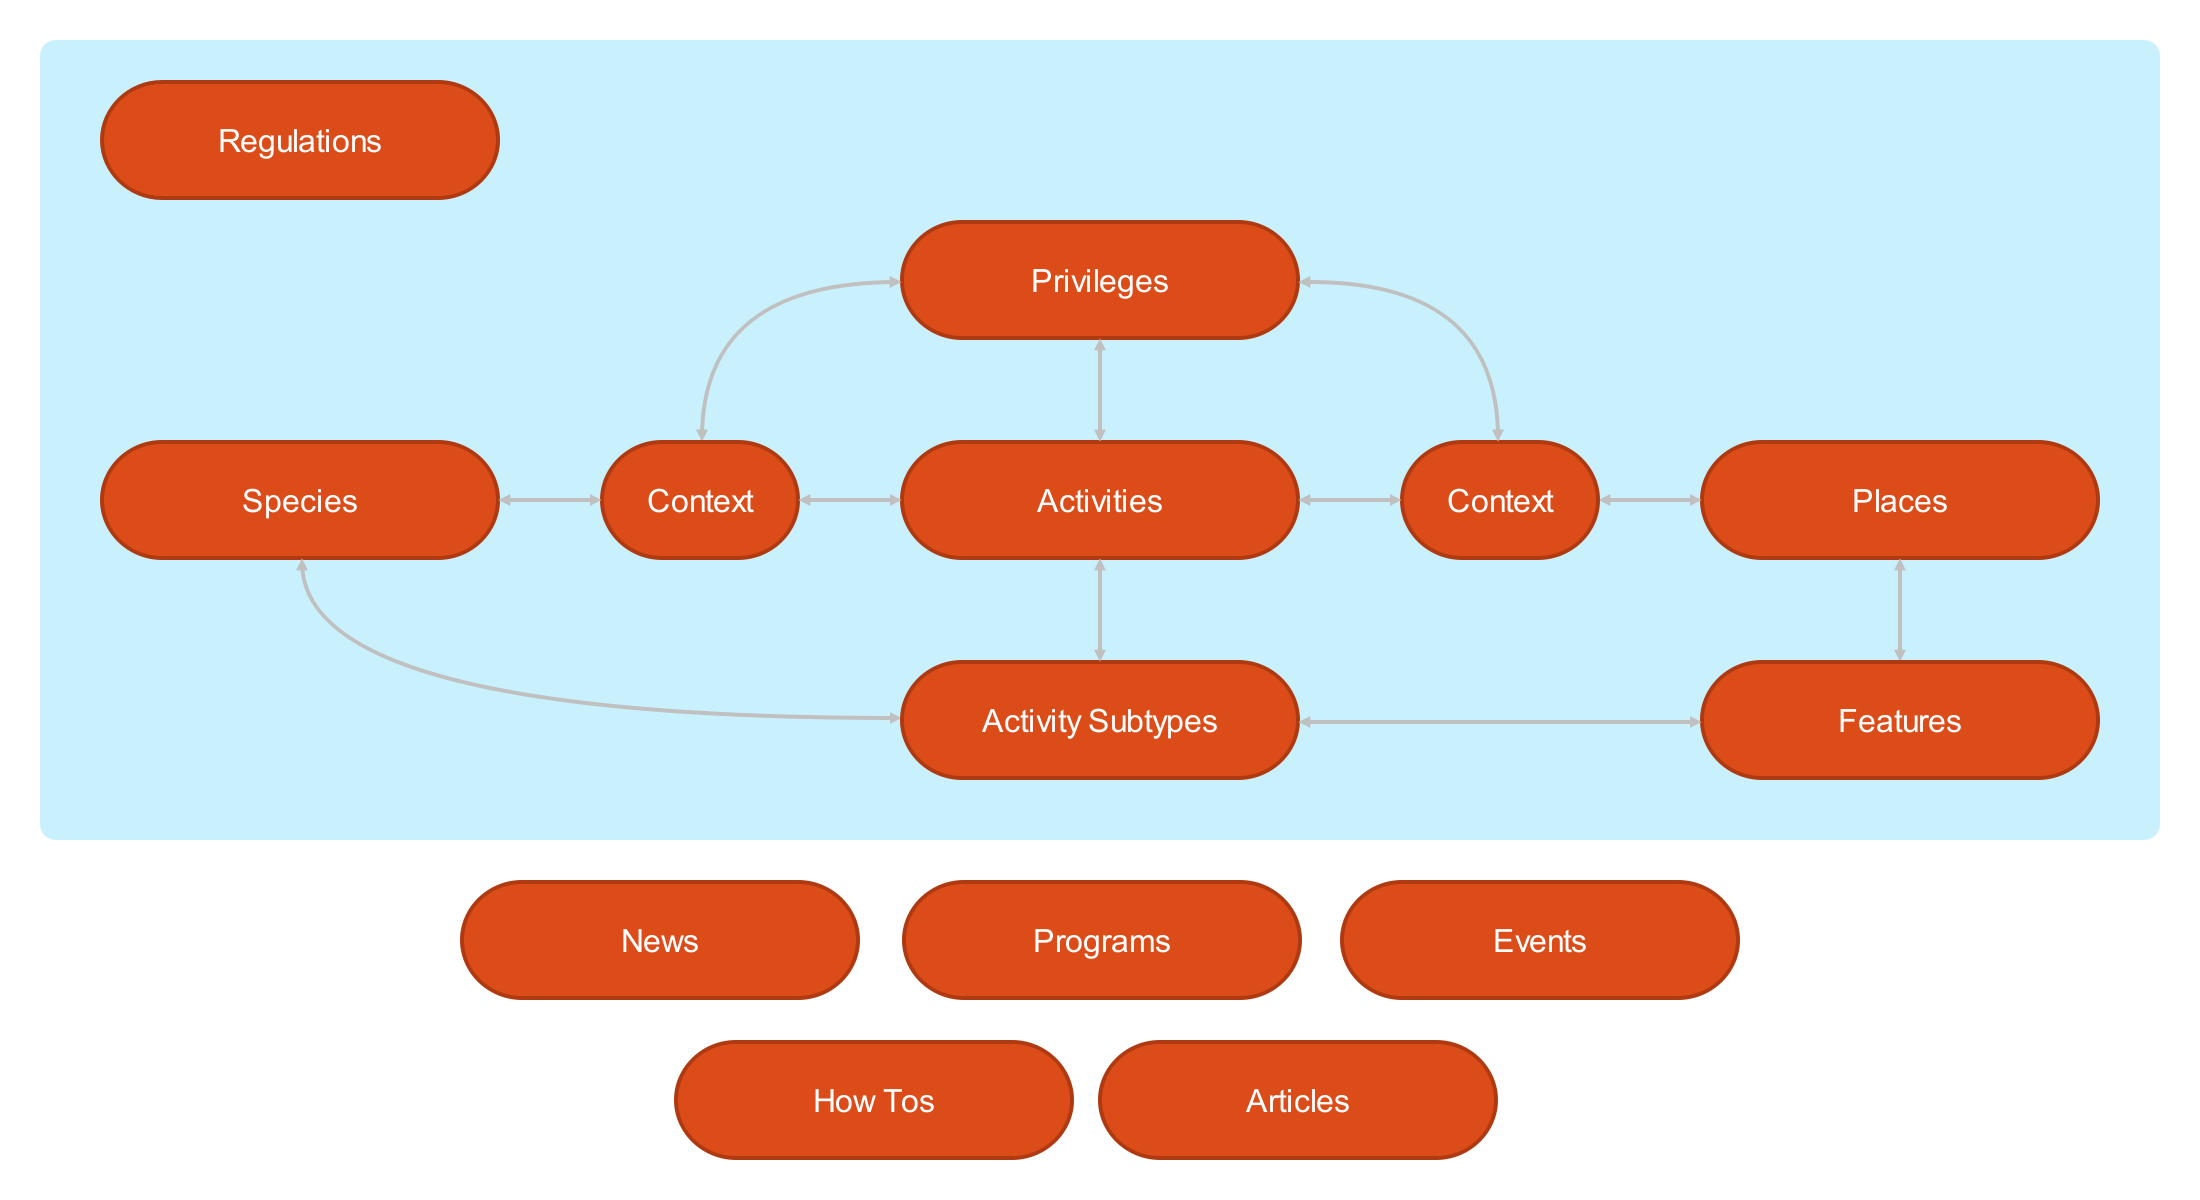 Regulations
Privileges
Species
Context
Activities
Context
Places
Activity Subtypes
Features
News
Programs
Events
How Tos
Articles